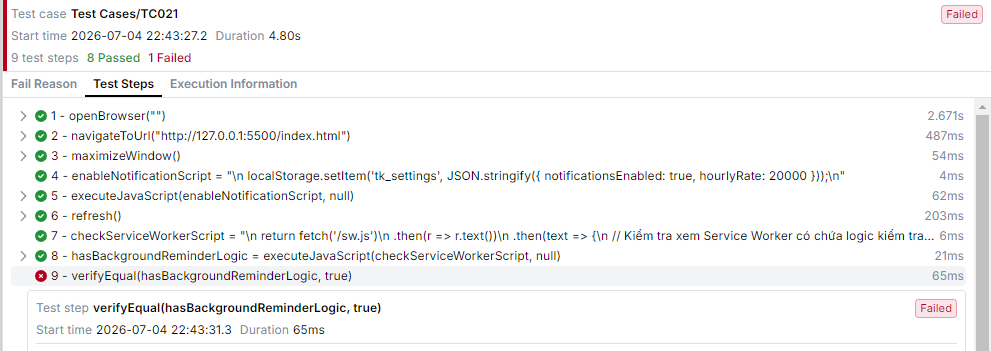 Test case Test Cases/TC021 Failed
Start time 2026-07-04 22:43:27.2 Duration 4.80s
9 test steps 8 Passed 1 Failed
Fail Reason Test Steps Execution Information
1 - openBrowser("") 2.671s
2 - navigateToUrl("http://127.0.0.1:5500/index.html") 487ms
3 - maximizeWindow() 54ms
4 - enableNotificationScript = "\n localStorage.setItem('tk_settings', JSON.stringify({ notificationsEnabled: true, hourlyRate: 20000 }));\n" 4ms
5 - executeJavaScript(enableNotificationScript, null) 62ms
6 - refresh() 203ms
7 - checkServiceWorkerScript = "\n return fetch('/sw.js')\n .then(r => r.text())\n .then(text => {\n // Kiểm tra xem Service Worker có chứa logic kiểm tra... 6ms
8 - hasBackgroundReminderLogic = executeJavaScript(checkServiceWorkerScript, null) 21ms
9 - verifyEqual(hasBackgroundReminderLogic, true) 65ms
Test step verifyEqual(hasBackgroundReminderLogic, true) Failed
Start time 2026-07-04 22:43:31.3 Duration 65ms